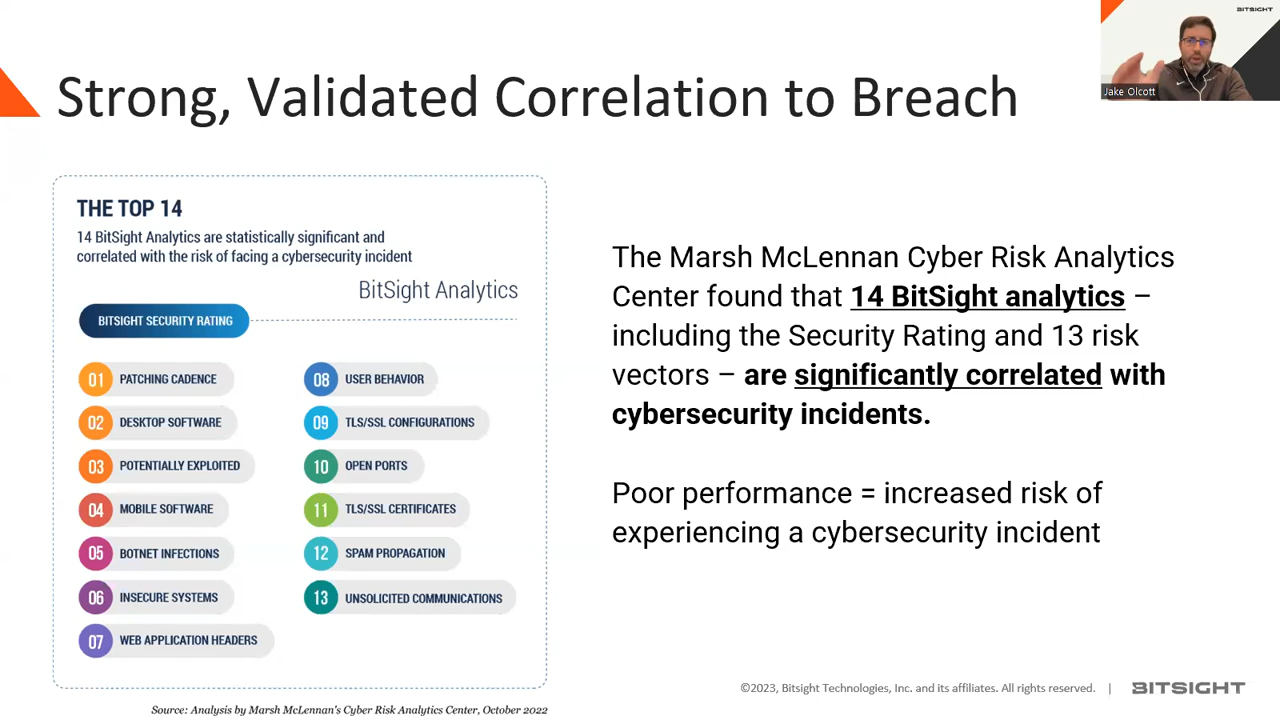 BITSIGHT
Jake Olcott
Strong, Validated Correlation to Breach
THE TOP 14
14 BitSight Analytics are statistically significant and
correlated with the risk of facing a cybersecurity incident
BitSight Analytics
BITSIGHT SECURITY RATING
01 PATCHING CADENCE
02 DESKTOP SOFTWARE
03 POTENTIALLY EXPLOITED
04 MOBILE SOFTWARE
05 BOTNET INFECTIONS
06 INSECURE SYSTEMS
07 WEB APPLICATION HEADERS
08 USER BEHAVIOR
09 TLS/SSL CONFIGURATIONS
10 OPEN PORTS
11 TLS/SSL CERTIFICATES
12 SPAM PROPAGATION
13 UNSOLICITED COMMUNICATIONS
Source: Analysis by Marsh McLennan's Cyber Risk Analytics Center, October 2022
The Marsh McLennan Cyber Risk Analytics
Center found that 14 BitSight analytics –
including the Security Rating and 13 risk
vectors – are significantly correlated with
cybersecurity incidents.
Poor performance = increased risk of
experiencing a cybersecurity incident
©2023, Bitsight Technologies, Inc. and its affiliates. All rights reserved. | BITSIGHT